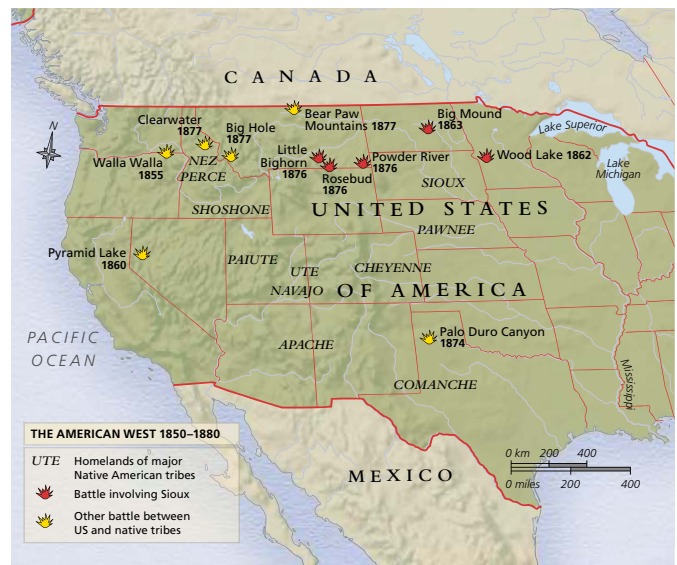 CANADA
N
Clearwater
1877
Big Hole
1877
Bear Paw
Mountains 1877
Big Mound
1863
Lake Superior
Lake
Michigan
Walla Walla
1855
NEZ
PERCE
Little
Bighorn
1876
Rosebud
1876
Powder River
1876
Wood Lake 1862
SIOUX
SHOSHONE
UNITED STATES
PAWNEE
Pyramid Lake
1860
PAIUTE
UTE
CHEYENNE
NAVAJO
OF AMERICA
PACIFIC
OCEAN
APACHE
Palo Duro Canyon
1874
COMANCHE
Mississippi
MEXICO
THE AMERICAN WEST 1850–1880
UTE Homelands of major
Native American tribes
Battle involving Sioux
Other battle between
US and native tribes
0 km 200 400
0 miles 200 400